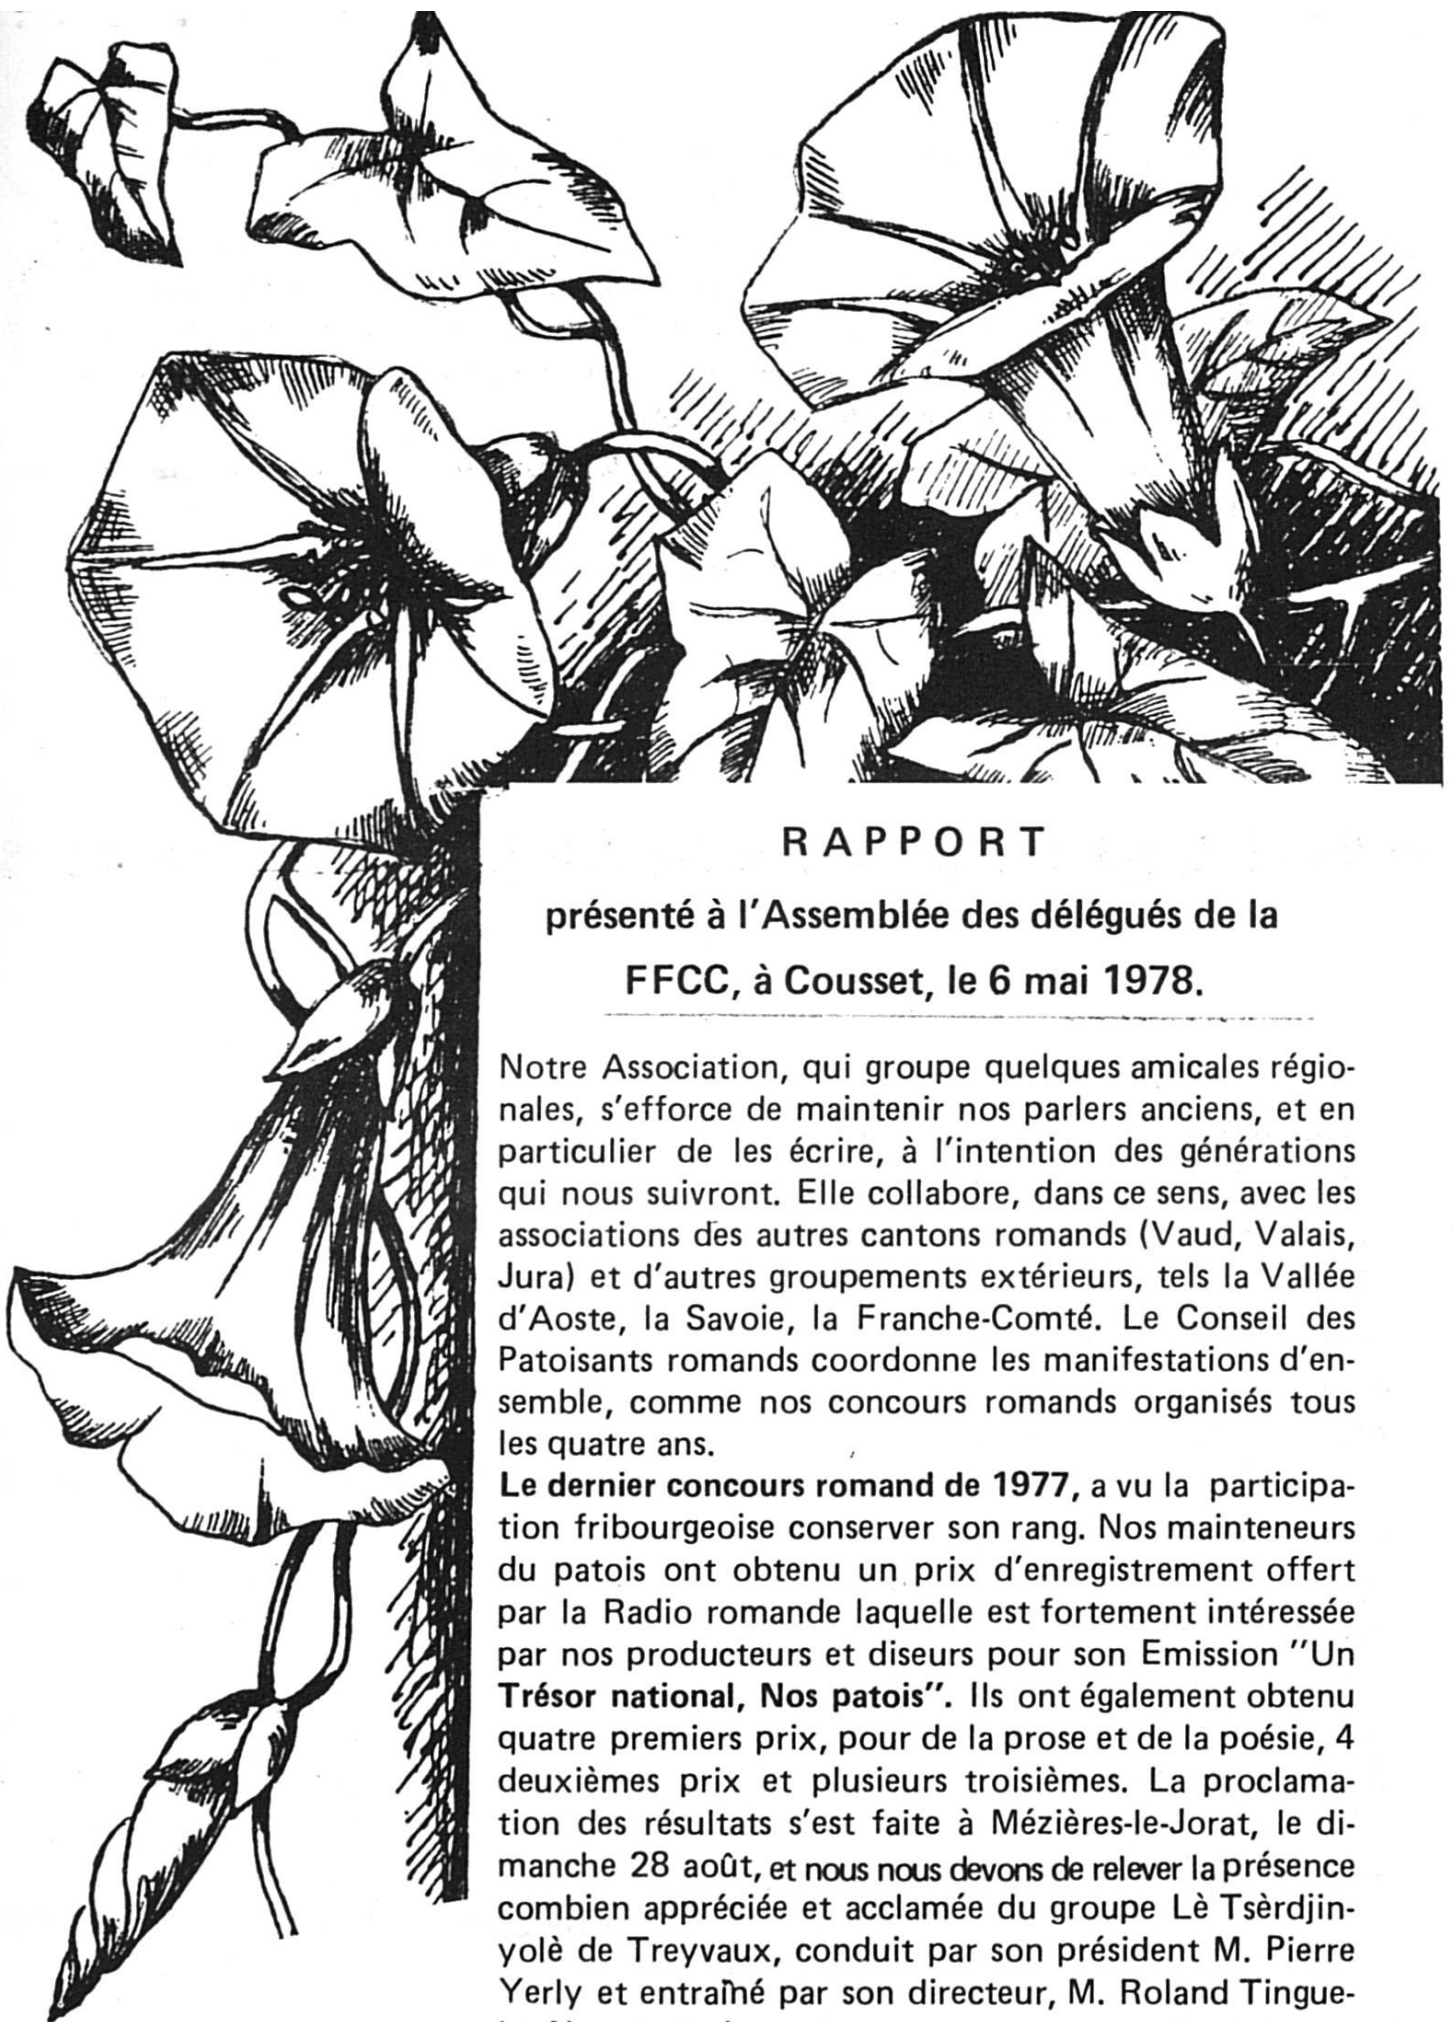 RAPPORT
présenté à l'Assemblée des délégués de la
FFCC, à Cousset, le 6 mai 1978.
Notre Association, qui groupe quelques amicales régio-
nales, s'efforce de maintenir nos parlers anciens, et en
particulier de les écrire, à l'intention des générations
qui nous suivront. Elle collabore, dans ce sens, avec les
associations des autres cantons romands (Vaud, Valais,
Jura) et d'autres groupements extérieurs, tels la Vallée
d'Aoste, la Savoie, la Franche-Comté. Le Conseil des
Patoisants romands coordonne les manifestations d'en-
semble, comme nos concours romands organisés tous
les quatre ans.
Le dernier concours romand de 1977, a vu la participa-
tion fribourgeoise conserver son rang. Nos mainteneurs
du patois ont obtenu un prix d'enregistrement offert
par la Radio romande laquelle est fortement intéressée
par nos producteurs et diseurs pour son Emission "Un
Trésor national, Nos patois". Ils ont également obtenu
quatre premiers prix, pour de la prose et de la poésie, 4
deuxièmes prix et plusieurs troisièmes. La proclama-
tion des résultats s'est faite à Mézières-le-Jorat, le di-
manche 28 août, et nous nous devons de relever la présence
combien appréciée et acclamée du groupe Lè Tsèrdjin-
yolè de Treyvaux, conduit par son président M. Pierre
Yerly et entraîné par son directeur, M. Roland Tingue-